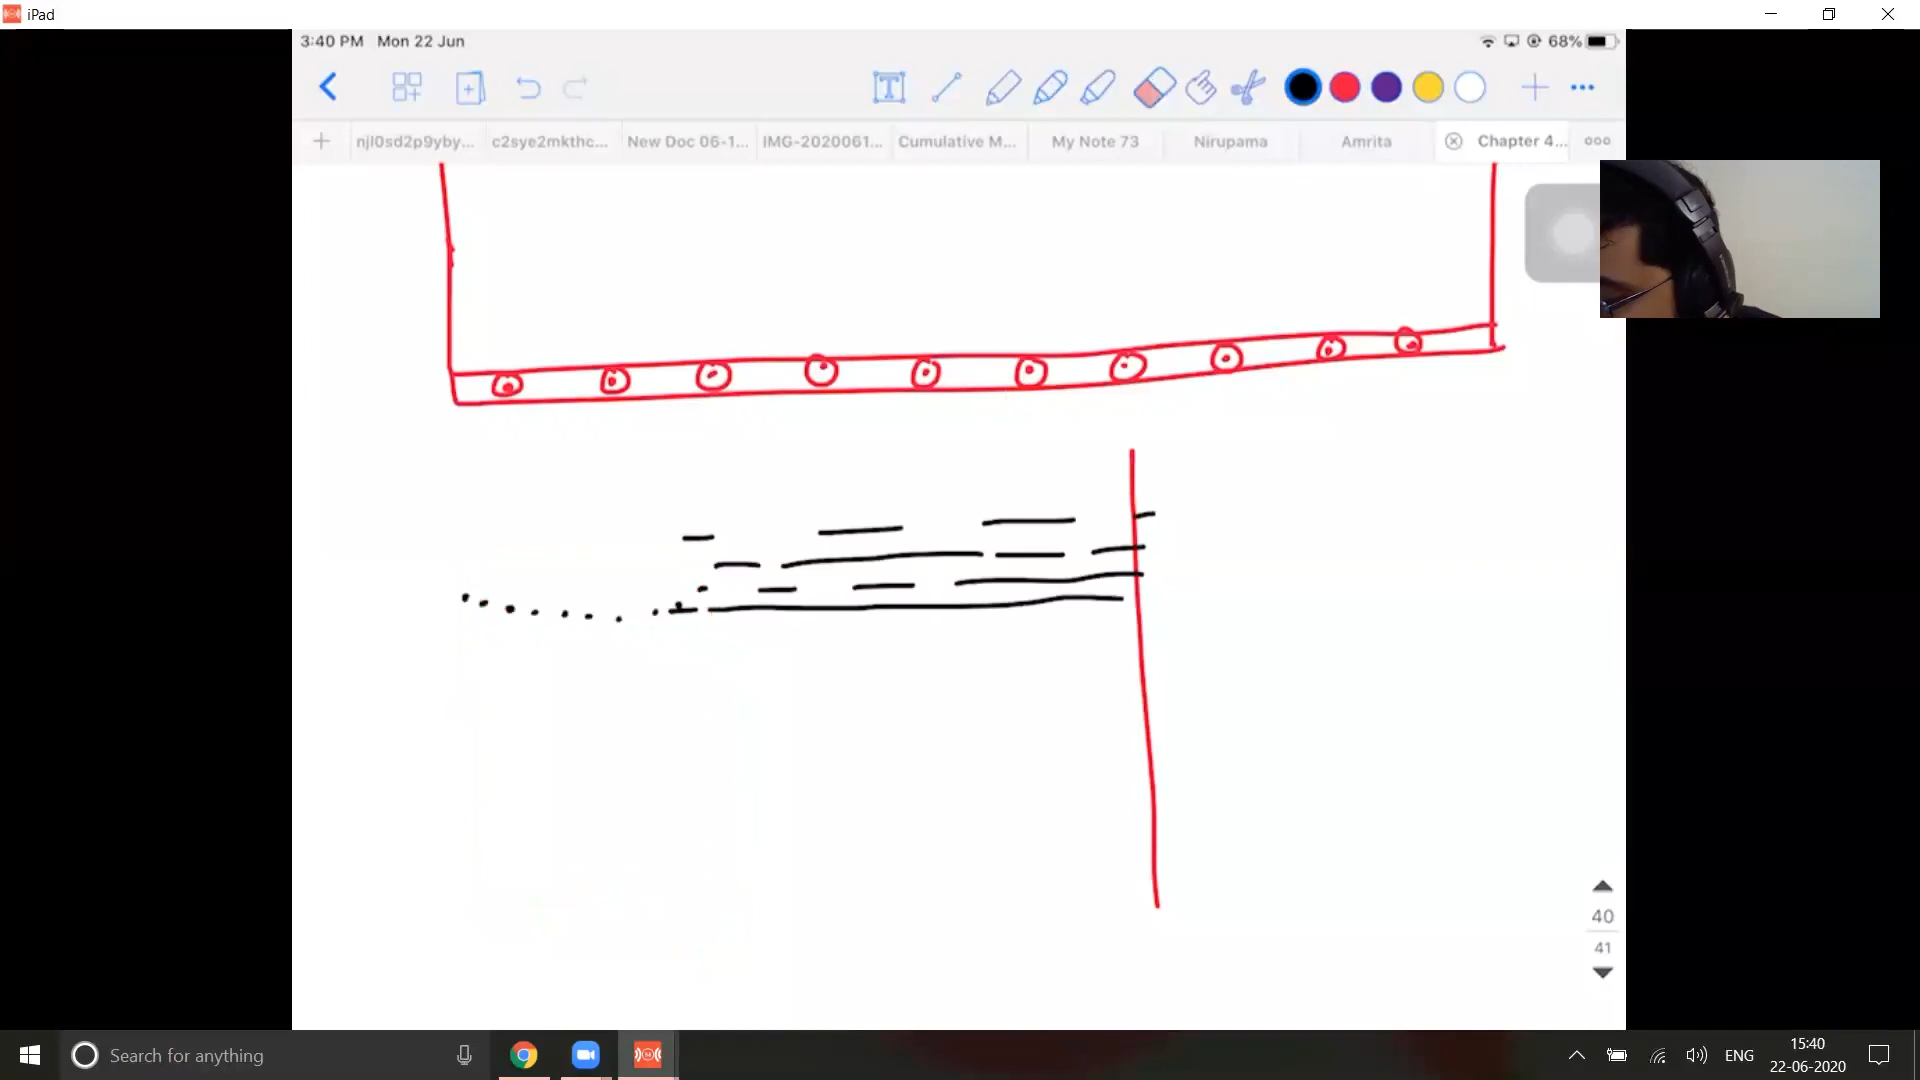 iPad
3:40 PM Mon 22 Jun
68%
T
njl0sd2p9yby... c2sye2mkthc... New Doc 06-1... IMG-2020061... Cumulative M... My Note 73 Nirupama Amrita Chapter 4...
40
41
Search for anything
ENG
15:40
22-06-2020